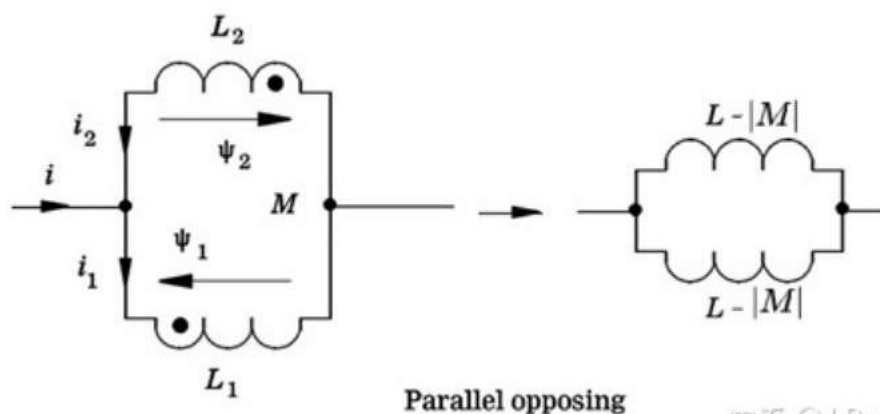 L₂
L - |M|
i₂
ψ₂
i
M
ψ₁
i₁
L - |M|
L₁
Parallel opposing